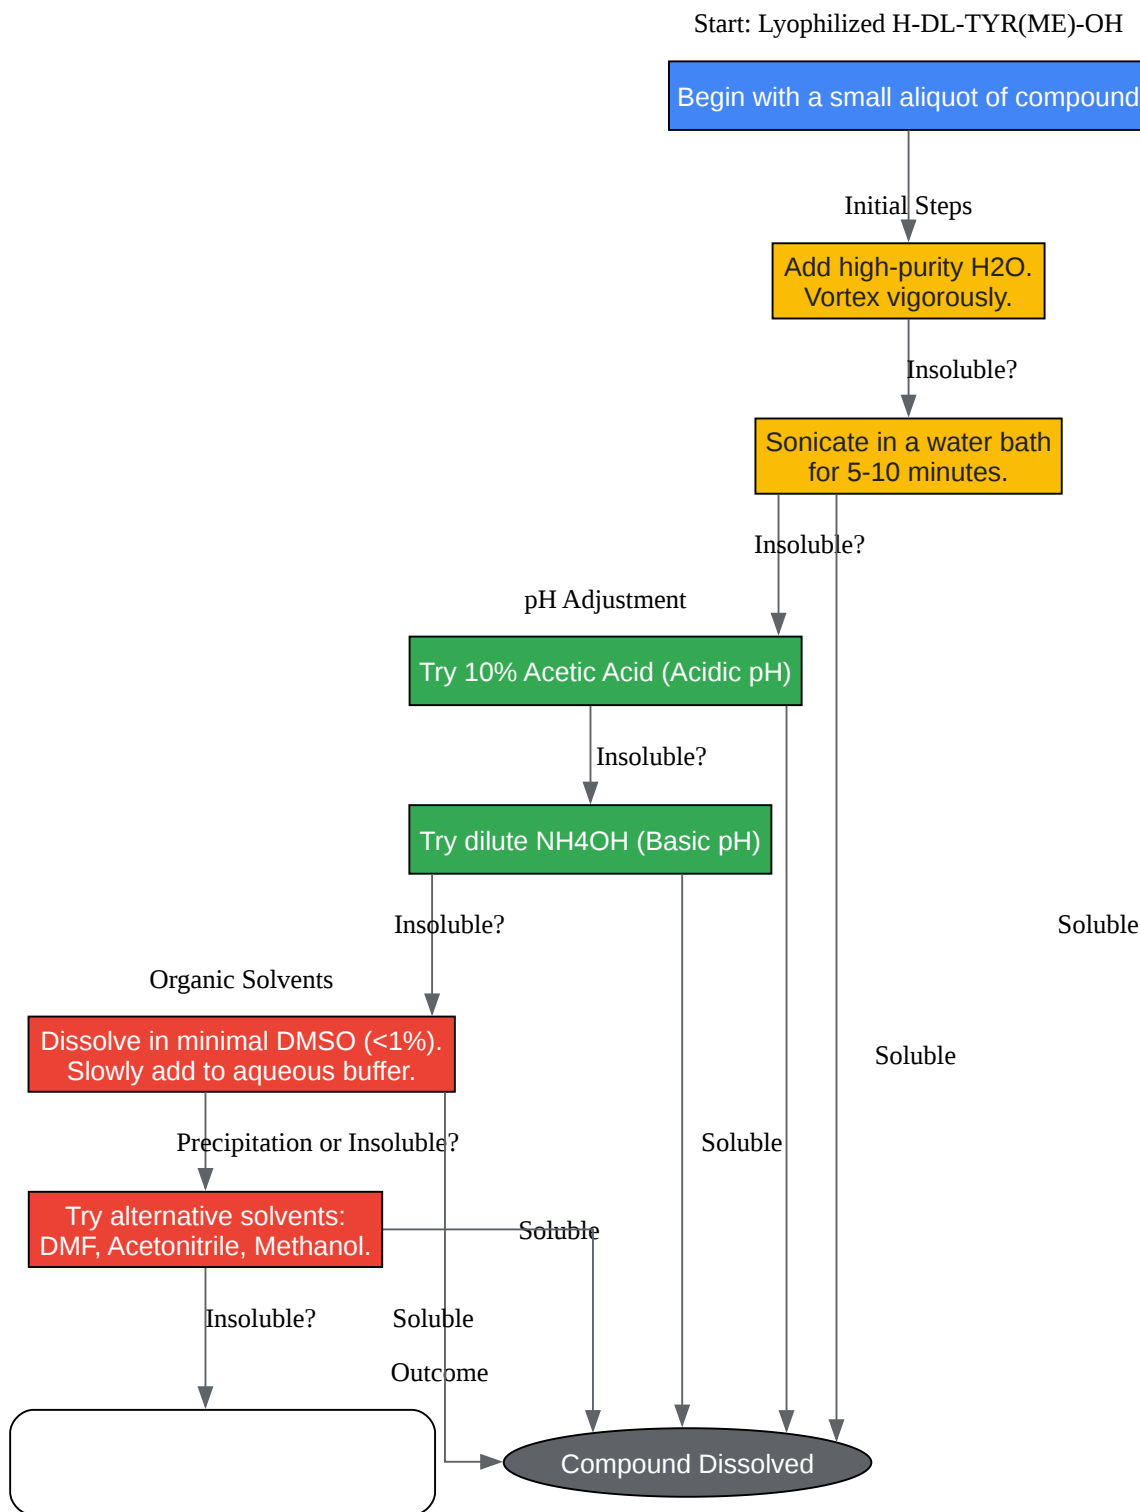 Start: Lyophilized H-DL-TYR(ME)-OH
Begin with a small aliquot of compound
Initial Steps
Add high-purity H2O.
Vortex vigorously.
Insoluble?
Sonicate in a water bath
for 5-10 minutes.
Insoluble?
pH Adjustment
Try 10% Acetic Acid (Acidic pH)
Insoluble?
Try dilute NH4OH (Basic pH)
Insoluble?
Soluble
Organic Solvents
Dissolve in minimal DMSO (<1%).
Slowly add to aqueous buffer.
Soluble
Precipitation or Insoluble?
Soluble
Try alternative solvents:
DMF, Acetonitrile, Methanol.
Soluble
Insoluble?
Soluble
Outcome
Compound Dissolved